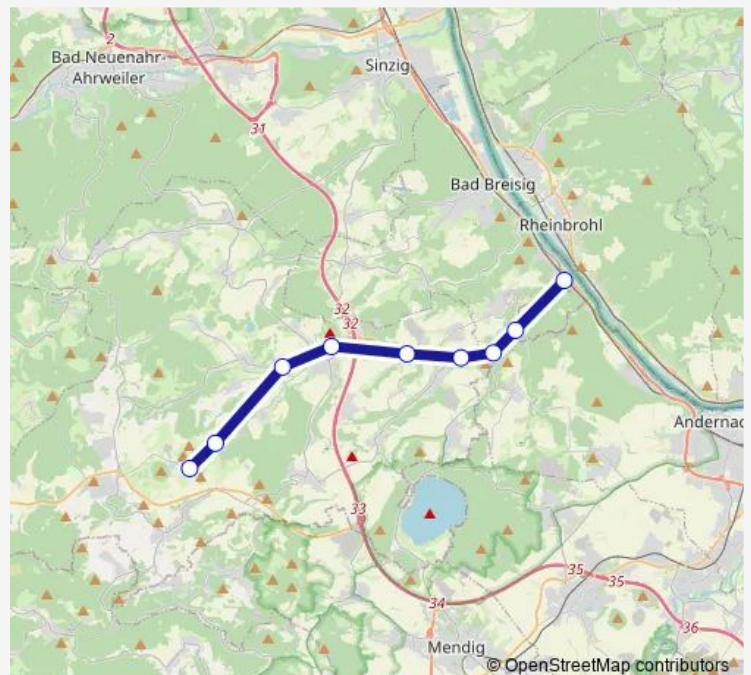 2
Bad Neuenahr-
Ahrweiler
Sinzig
31
Bad Breisig
Rheinbrohl
32
32
Andernac
33
35
35
34
36
Mendig
© OpenStreetMap contributors